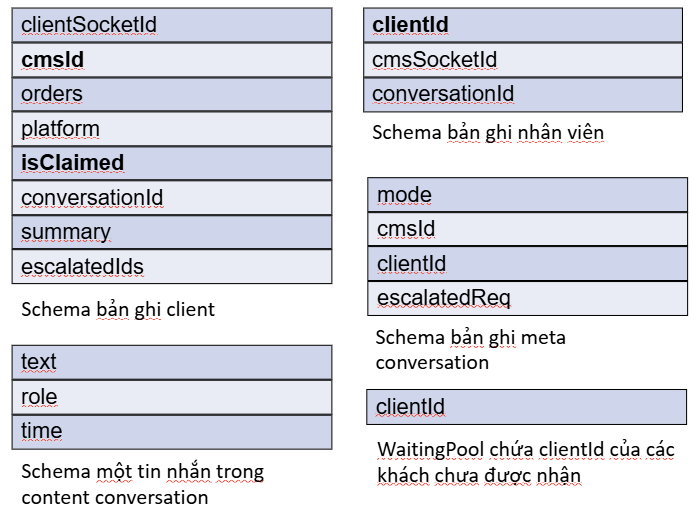 clientSocketId
cmsId
orders
platform
isClaimed
conversationId
summary
escalatedIds
Schema bản ghi client
text
role
time
Schema một tin nhắn trong
content conversation
clientId
cmsSocketId
conversationId
Schema bản ghi nhân viên
mode
cmsId
clientId
escalatedReq
Schema bản ghi meta
conversation
clientId
WaitingPool chứa clientId của các
khách chưa được nhận